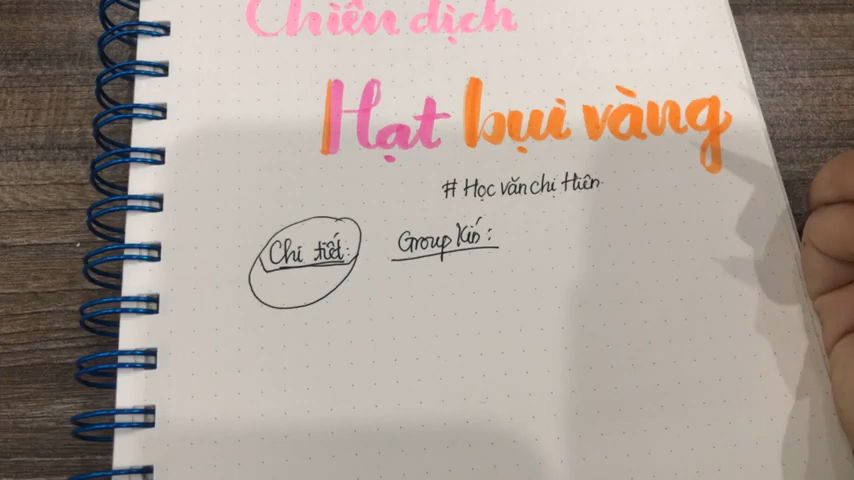 Chiến dịch
Hạt bụi vàng
# Học văn chị Hiên
Chi tiết:
Group kín: